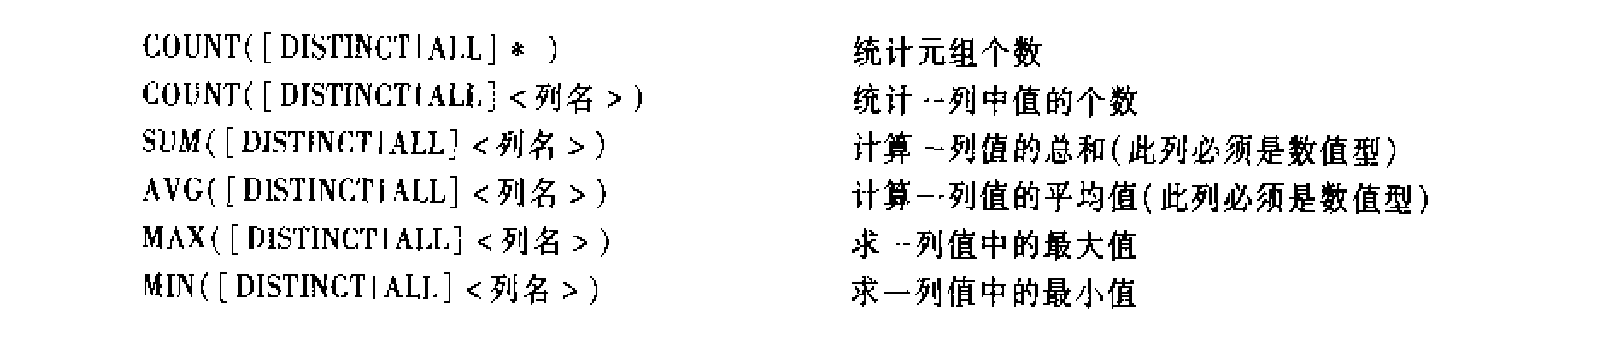 COUNT([DISTINCT|ALL]* ) 统计元组个数
COUNT([DISTINCT|ALL]<列名>) 统计一列中值的个数
SUM([DISTINCT|ALL]<列名>) 计算一列值的总和(此列必须是数值型)
AVG([DISTINCT|ALL]<列名>) 计算一列值的平均值(此列必须是数值型)
MAX([DISTINCT|ALL]<列名>) 求一列值中的最大值
MIN([DISTINCT|ALL]<列名>) 求一列值中的最小值